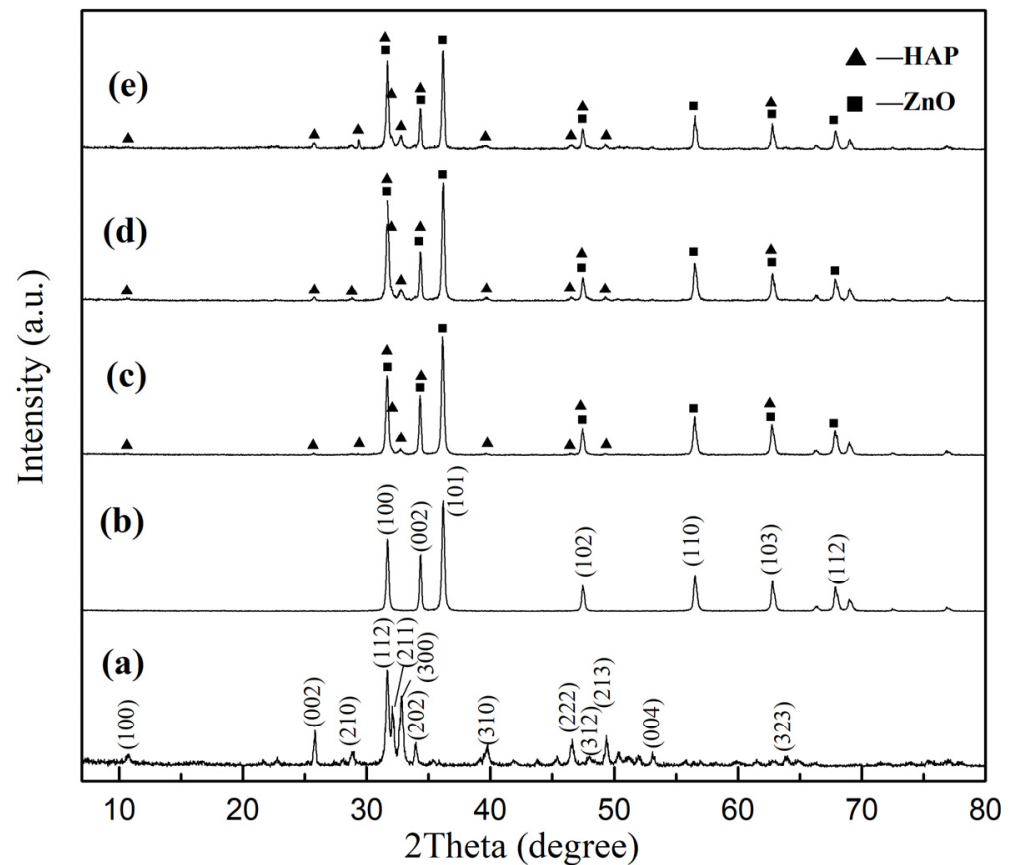 (e)
▲ —HAP
■ —ZnO
(d)
(c)
(b)
(100)
(002)
(101)
(102)
(110)
(103)
(112)
(a)
(100)
(002)
(210)
(112)
(211)
(300)
(202)
(310)
(222)
(312)
(213)
(004)
(323)
Intensity (a.u.)
10 20 30 40 50 60 70 80
2Theta (degree)